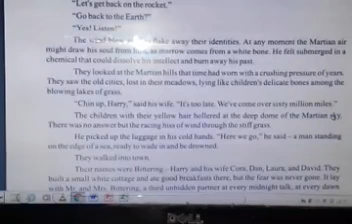 "Let's get back on the rocket."
"Go back to the Earth?"
"Yes! Listen!"
The wind blew flake away their identities. At any moment the Martian air
might draw his soul from him, as marrow comes from a white bone. He felt submerged in a
chemical that could dissolve his intellect and burn away his past.
They looked at the Martian hills that time had worn with a crushing pressure of years.
They saw the old cities, lost in their meadows, lying like children's delicate bones among the
blowing lakes of grass.
"Chin up, Harry," said his wife. "It's too late. We've come over sixty million miles."
The children with their yellow hair hollered at the deep dome of the Martian sky.
There was no answer but the racing hiss of wind through the stiff grass.
He picked up the luggage in his cold hands. "Here we go," he said – a man standing
on the edge of a sea, ready to wade in and be drowned.
They walked into town.
Their names were Bittering – Harry and his wife Cora, Dan, Laura, and David. They
built a small white cottage and ate good breakfasts there, but the fear was never gone. It lay
with Mr. and Mrs. Bittering, a third unbidden partner at every midnight talk, at every dawn
DELL